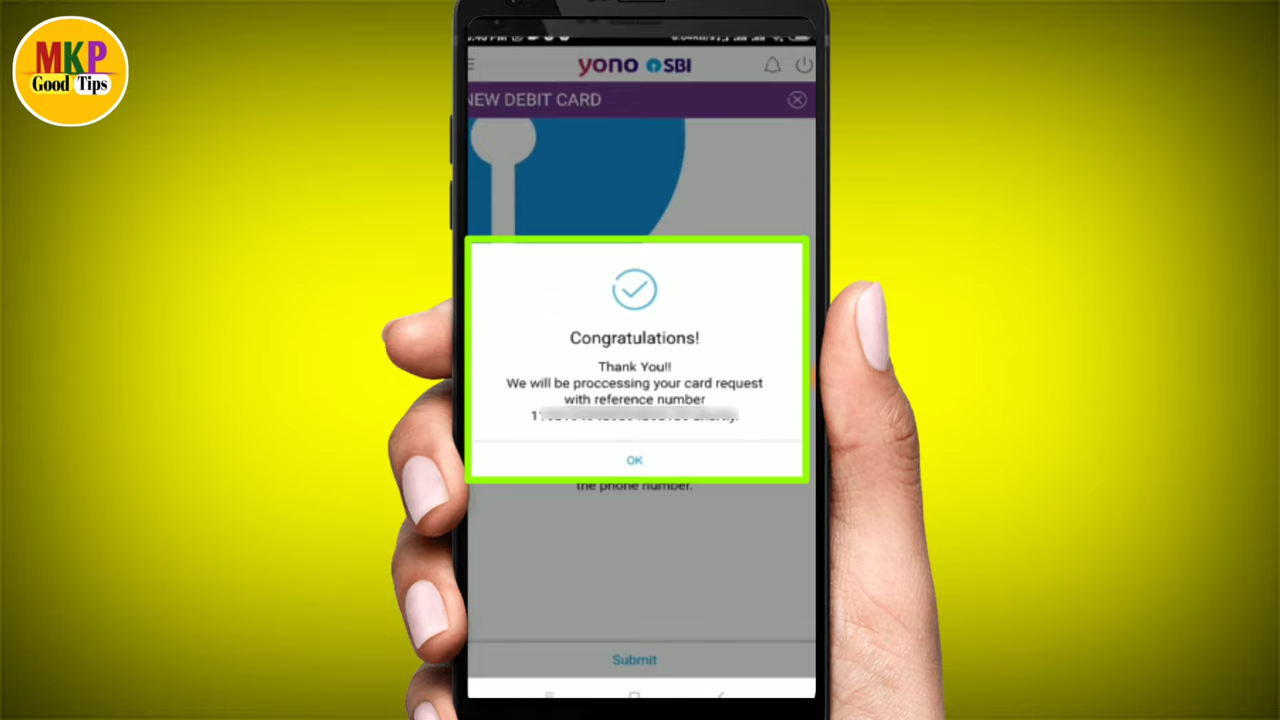 MKP
Good Tips
yono SBI
NEW DEBIT CARD
Congratulations!
Thank You!!
We will be proccessing your card request
with reference number
OK
the phone number.
Submit